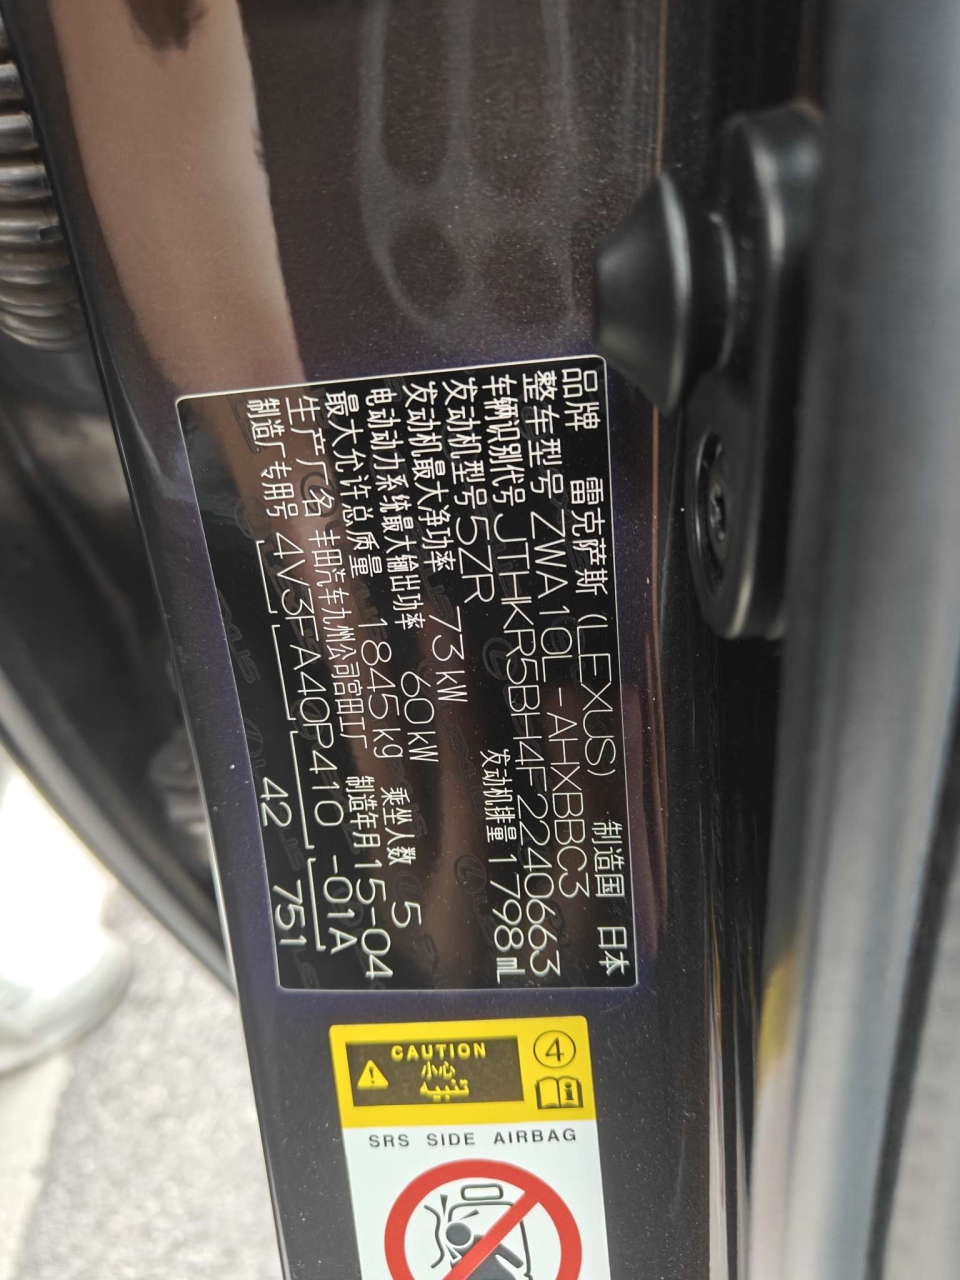 品牌 雷克萨斯 (LEXUS) 制造国 日本
整车型号 ZWA10L-AHXBBC3
车辆识别代号 JTHKR5BH4F2240663
发动机型号 5ZR 发动机排量 1798 mL
发动机最大净功率 73 kW
电动动力系统最大输出功率 60 kW 乘坐人数 5
最大允许总质量 1845 kg 制造年月 15-04
生产厂名 丰田汽车九州公司宫田工厂
制造厂专用号 4V3FA40P410 -01A
42 751
CAUTION
小心
تنبيه
4
SRS SIDE AIRBAG